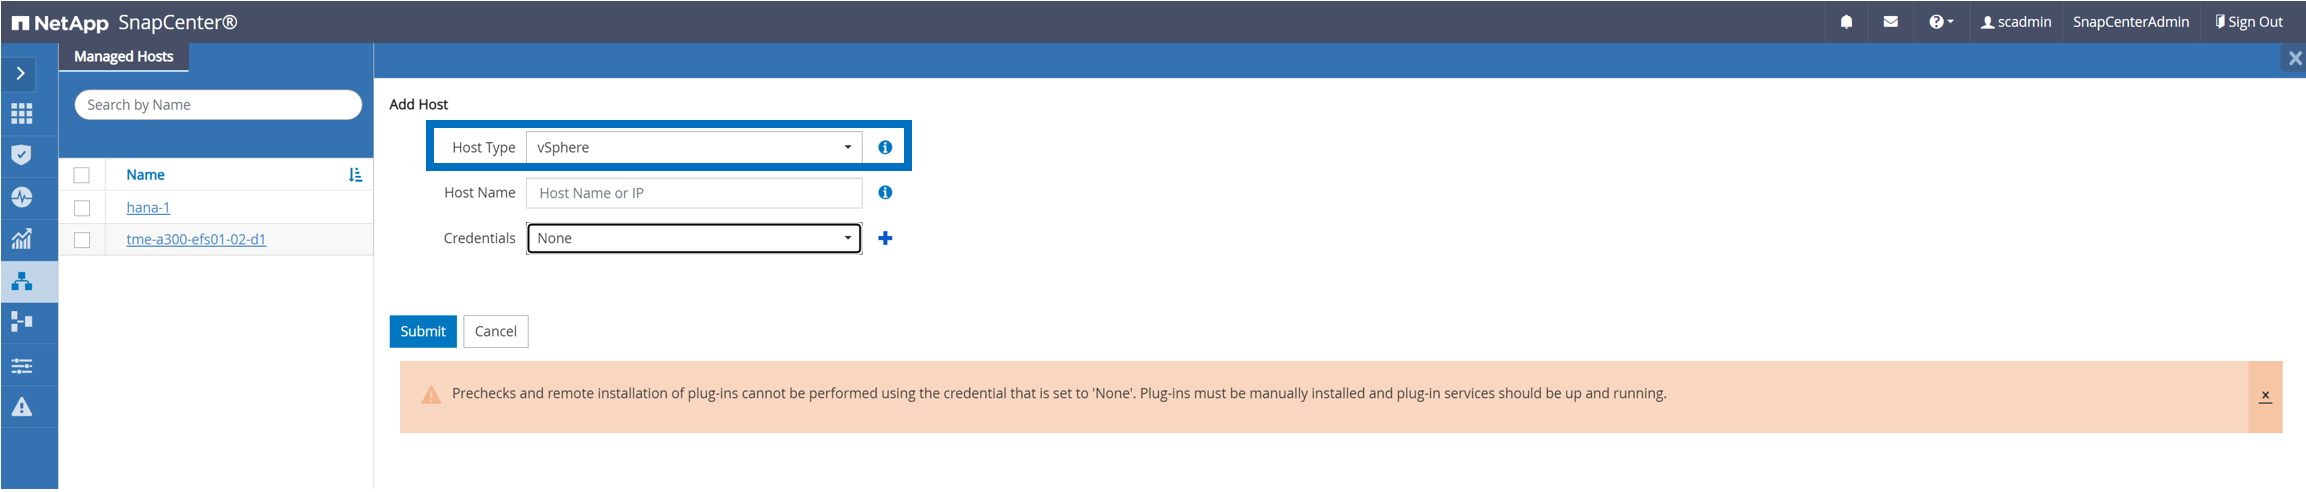 NetApp SnapCenter®
scadmin SnapCenterAdmin Sign Out
Managed Hosts
Search by Name
Name
hana-1
tme-a300-efs01-02-d1
Add Host
Host Type vSphere
Host Name Host Name or IP
Credentials None
Submit Cancel
Prechecks and remote installation of plug-ins cannot be performed using the credential that is set to 'None'. Plug-ins must be manually installed and plug-in services should be up and running.
x